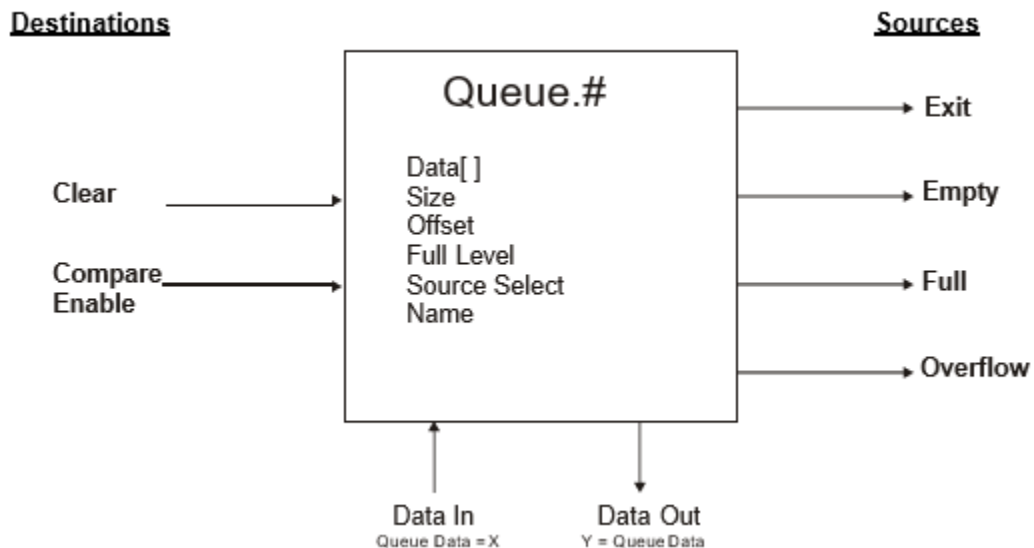 Destinations
Sources
Queue.#
Data[ ]
Size
Offset
Full Level
Source Select
Name
Clear
Compare
Enable
Exit
Empty
Full
Overflow
Data In
Queue Data = X
Data Out
Y = Queue Data